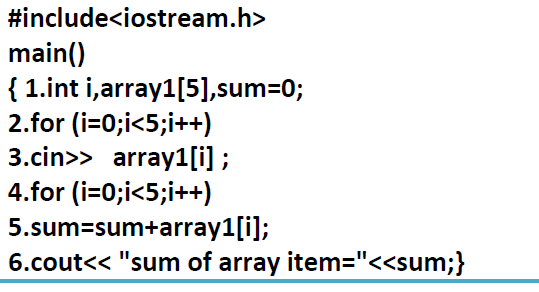 #include<iostream.h>
main()
{ 1.int i,array1[5],sum=0;
2.for (i=0;i<5;i++)
3.cin>> array1[i] ;
4.for (i=0;i<5;i++)
5.sum=sum+array1[i];
6.cout<< "sum of array item="<<sum;}